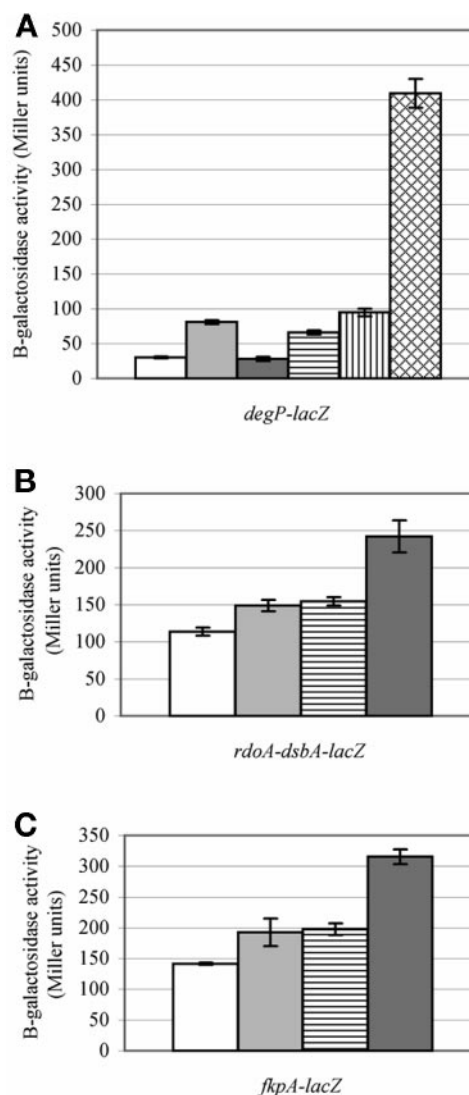 A
B-galactosidase activity (Miller units)
500
450
400
350
300
250
200
150
100
50
0
degP-lacZ
B
B-galactosidase activity
(Miller units)
300
250
200
150
100
50
0
rdoA-dsbA-lacZ
C
B-galactosidase activity
(Miller units)
350
300
250
200
150
100
50
0
fkpA-lacZ